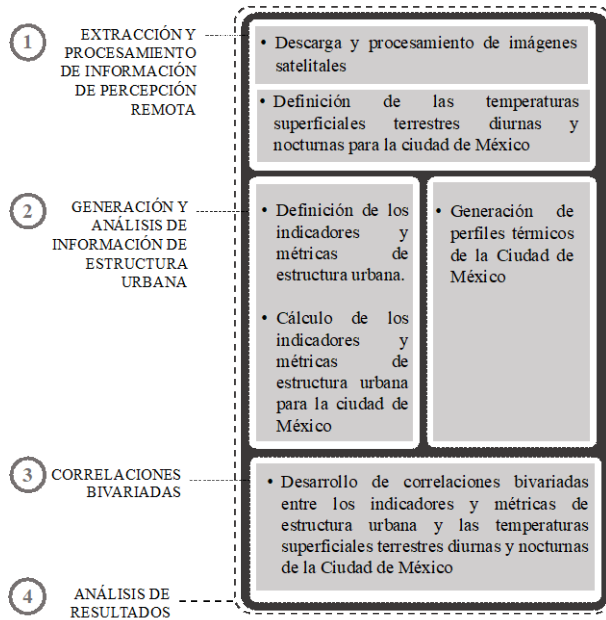 1
EXTRACCIÓN Y
PROCESAMIENTO
DE INFORMACIÓN
DE PERCEPCIÓN
REMOTA
• Descarga y procesamiento de imágenes
satelitales
• Definición de las temperaturas
superficiales terrestres diurnas y
nocturnas para la ciudad de México
2
GENERACIÓN Y
ANÁLISIS DE
INFORMACIÓN DE
ESTRUCTURA
URBANA
• Definición de los
indicadores y
métricas de
estructura urbana.
• Cálculo de los
indicadores y
métricas de
estructura urbana
para la ciudad de
México
• Generación de
perfiles térmicos
de la Ciudad de
México
3
CORRELACIONES
BIVARIADAS
• Desarrollo de correlaciones bivariadas
entre los indicadores y métricas de
estructura urbana y las temperaturas
superficiales terrestres diurnas y nocturnas
de la Ciudad de México
4
ANÁLISIS DE
RESULTADOS